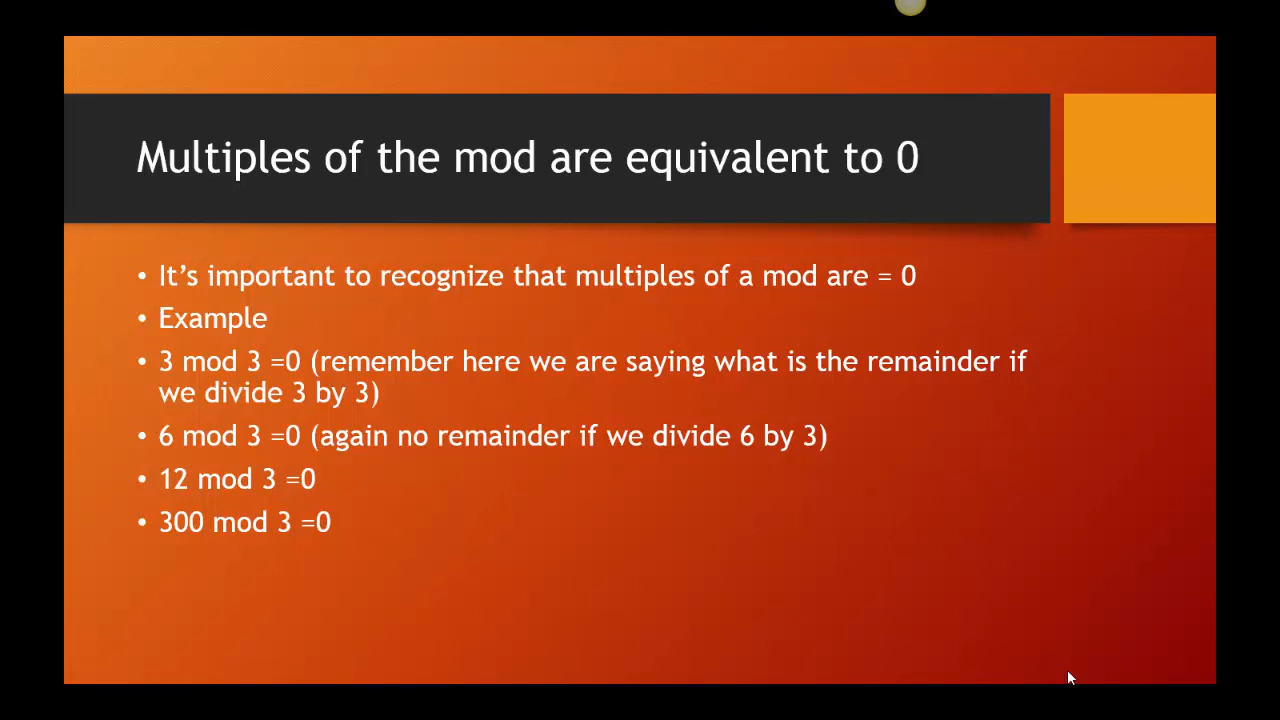 Multiples of the mod are equivalent to 0
• It’s important to recognize that multiples of a mod are = 0
• Example
• 3 mod 3 =0 (remember here we are saying what is the remainder if
we divide 3 by 3)
• 6 mod 3 =0 (again no remainder if we divide 6 by 3)
• 12 mod 3 =0
• 300 mod 3 =0